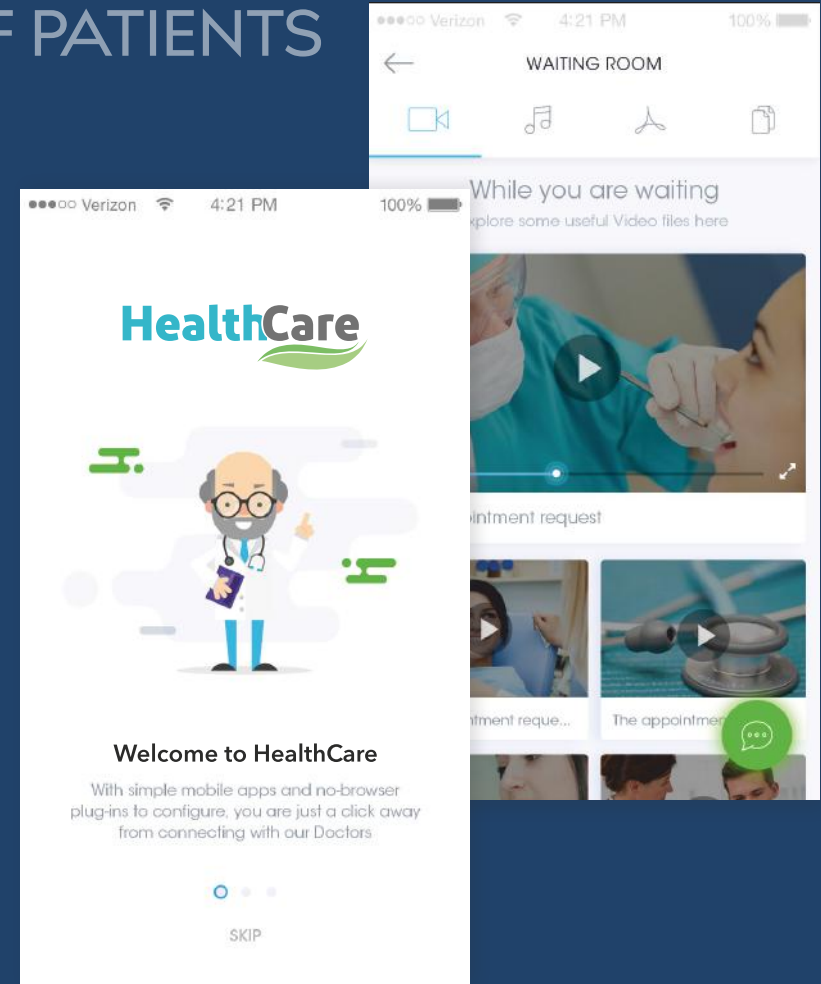 F PATIENTS
Verizon 4:21 PM 100%
WAITING ROOM
While you are waiting
xplore some useful Video files here
intment request
ntment reque...
The appointmen
Verizon 4:21 PM 100%
HealthCare
Welcome to HealthCare
With simple mobile apps and no-browser
plug-ins to configure, you are just a click away
from connecting with our Doctors
SKIP